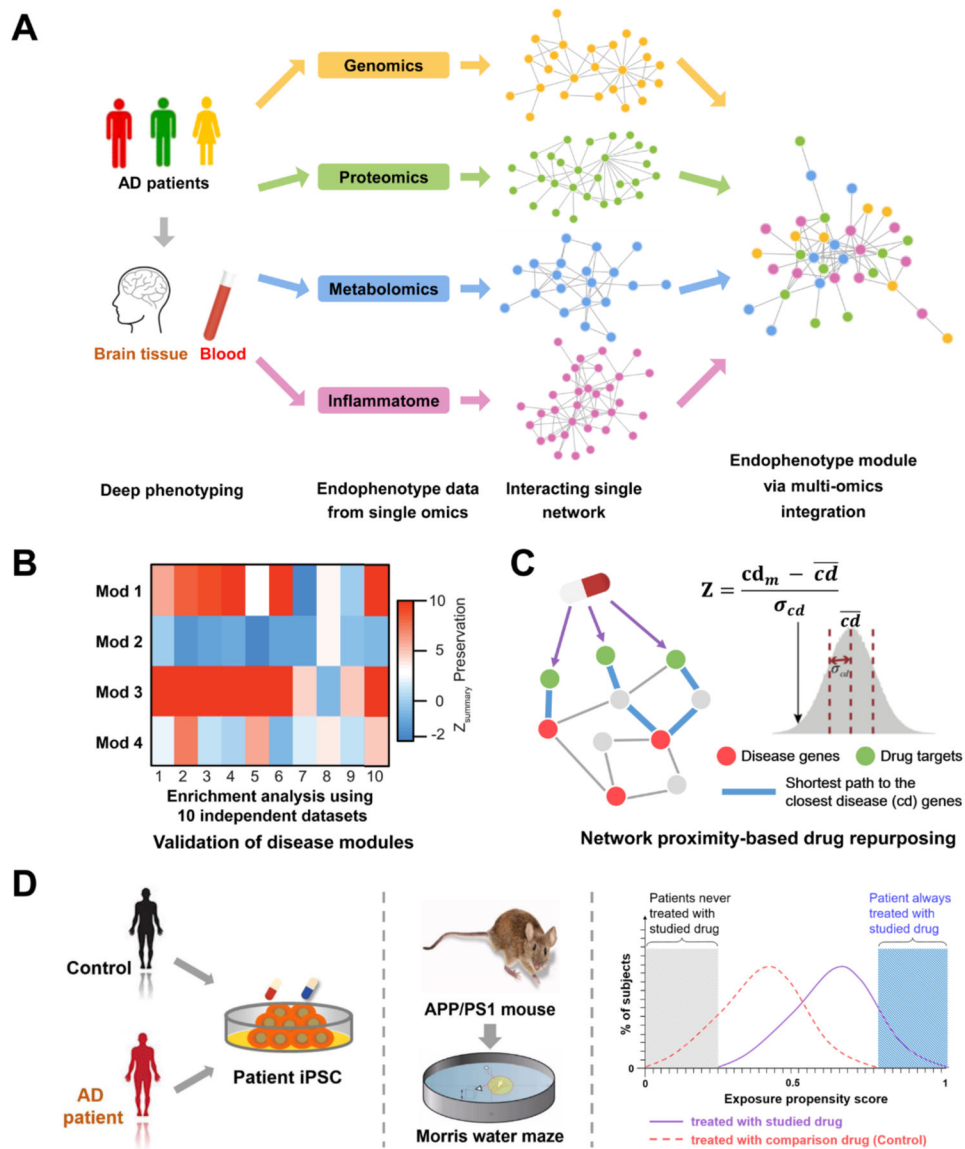 A
AD patients
Brain tissue
Blood
Genomics
Proteomics
Metabolomics
Inflammatome
Deep phenotyping
Endophenotype data
from single omics
Interacting single
network
Endophenotype module
via multi-omics
integration
B
Mod 1
Mod 2
Mod 3
Mod 4
1 2 3 4 5 6 7 8 9 10
10
5
0
-2
Zsummary Preservation
Enrichment analysis using
10 independent datasets
Validation of disease modules
C
Z = (cd_m − c̅d̅) / σ_cd
c̅d̅
σ_cd
Disease genes
Drug targets
Shortest path to the
closest disease (cd) genes
Network proximity-based drug repurposing
D
Control
AD
patient
Patient iPSC
APP/PS1 mouse
Morris water maze
Patients never
treated with
studied drug
Patient always
treated with
studied drug
% of subjects
0 0.5 1
Exposure propensity score
treated with studied drug
treated with comparison drug (Control)